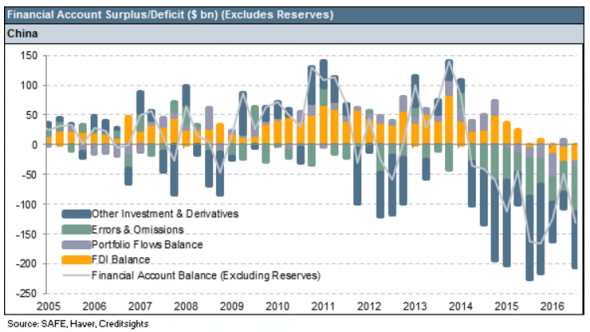 Financial Account Surplus/Deficit ($ bn) (Excludes Reserves)
China
150
100
50
0
-50
-100
-150
-200
-250
Other Investment & Derivatives
Errors & Omissions
Portfolio Flows Balance
FDI Balance
Financial Account Balance (Excluding Reserves)
2005 2006 2007 2008 2009 2010 2011 2012 2013 2014 2015 2016
Source: SAFE, Haver, Creditsights